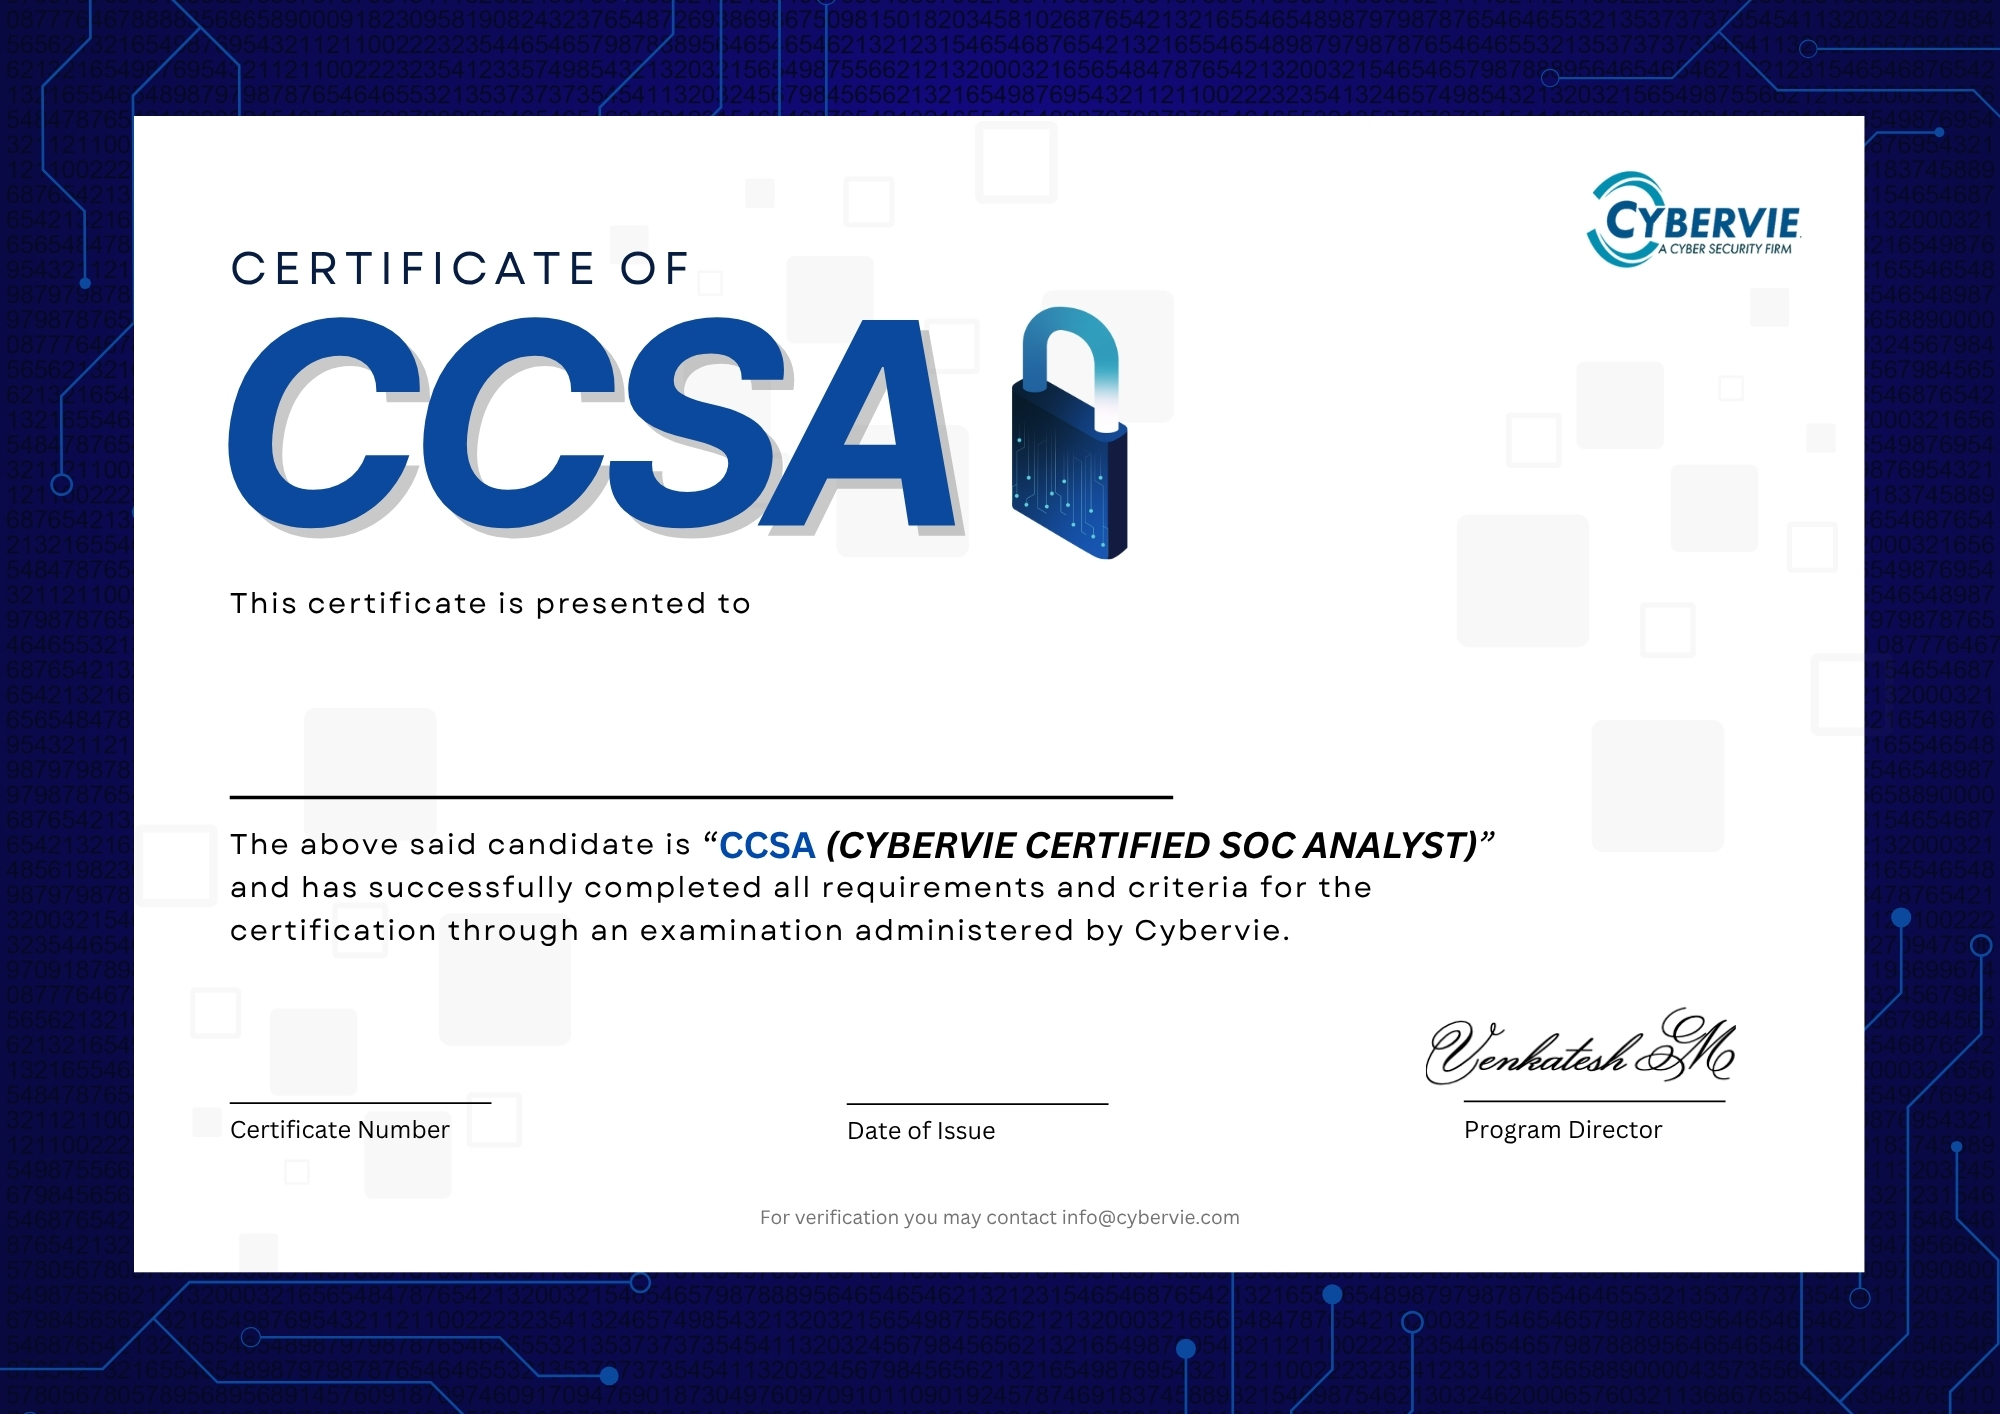 CYBERVIE
A CYBER SECURITY FIRM
CERTIFICATE OF
CCSA
This certificate is presented to
The above said candidate is “CCSA (CYBERVIE CERTIFIED SOC ANALYST)”
and has successfully completed all requirements and criteria for the
certification through an examination administered by Cybervie.
Venkatesh GM
Certificate Number
Date of Issue
Program Director
For verification you may contact info@cybervie.com